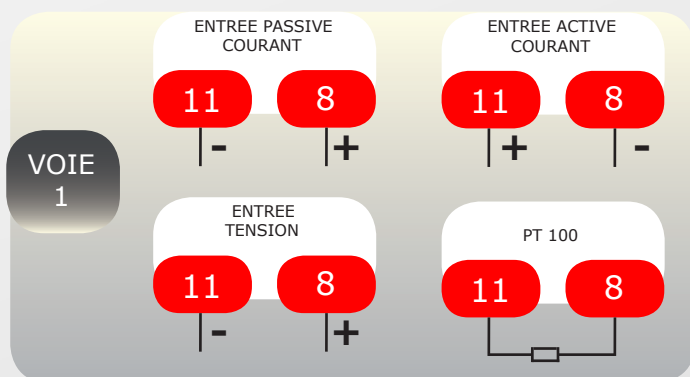 ENTREE PASSIVE
COURANT
11 8
- +
ENTREE ACTIVE
COURANT
11 8
+ -
VOIE
1
ENTREE
TENSION
11 8
- +
PT 100
11 8